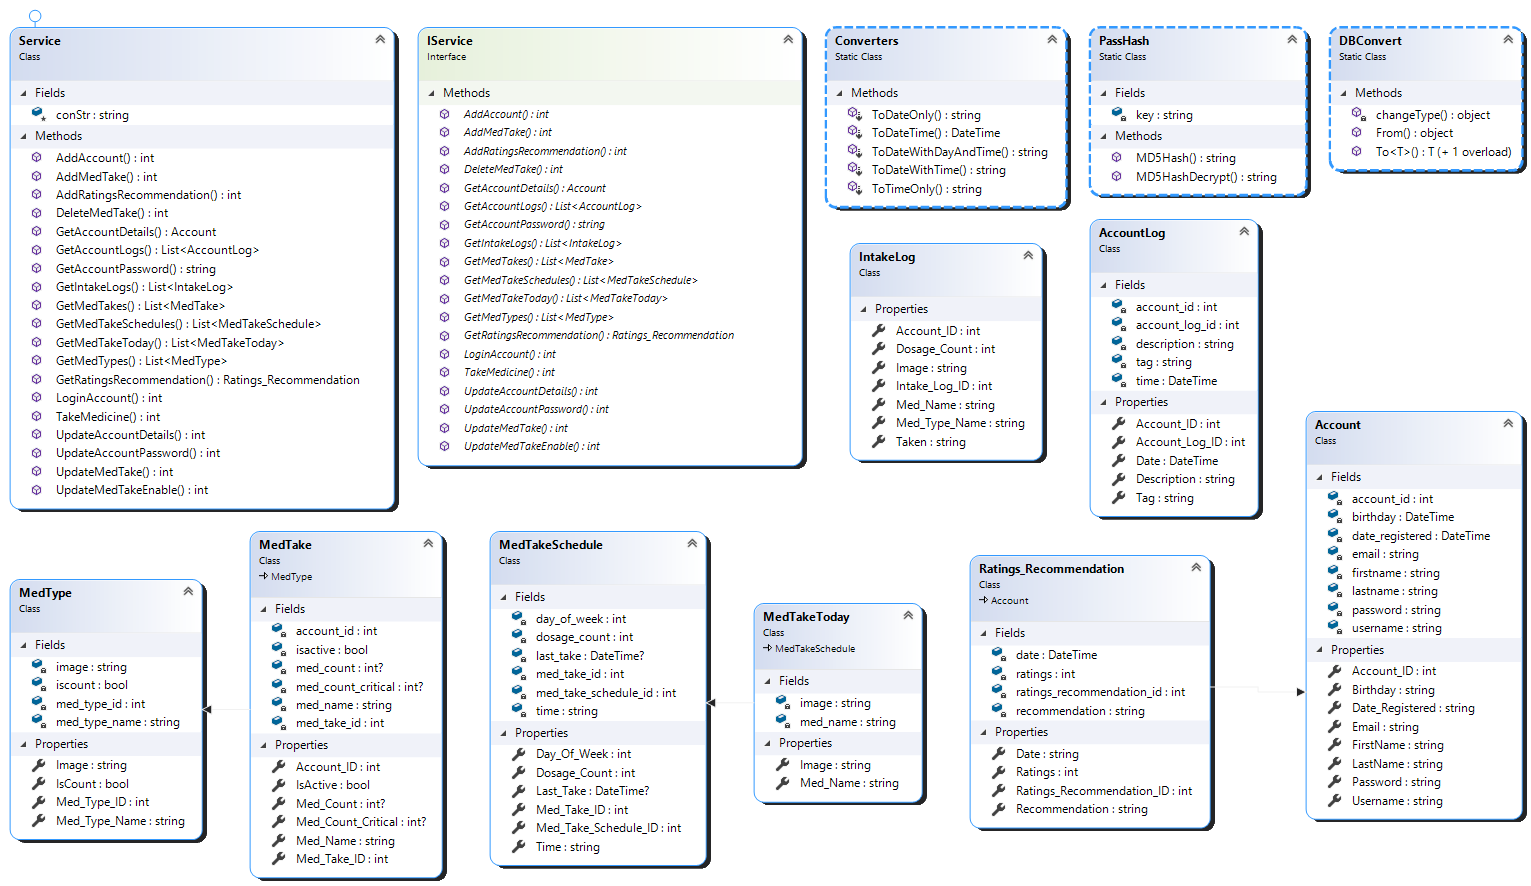 Service
Class
Fields
conStr : string
Methods
AddAccount() : int
AddMedTake() : int
AddRatingsRecommendation() : int
DeleteMedTake() : int
GetAccountDetails() : Account
GetAccountLogs() : List<AccountLog>
GetAccountPassword() : string
GetIntakeLogs() : List<IntakeLog>
GetMedTakes() : List<MedTake>
GetMedTakeSchedules() : List<MedTakeSchedule>
GetMedTakeToday() : List<MedTakeToday>
GetMedTypes() : List<MedType>
GetRatingsRecommendation() : Ratings_Recommendation
LoginAccount() : int
TakeMedicine() : int
UpdateAccountDetails() : int
UpdateAccountPassword() : int
UpdateMedTake() : int
UpdateMedTakeEnable() : int
IService
Interface
Methods
AddAccount() : int
AddMedTake() : int
AddRatingsRecommendation() : int
DeleteMedTake() : int
GetAccountDetails() : Account
GetAccountLogs() : List<AccountLog>
GetAccountPassword() : string
GetIntakeLogs() : List<IntakeLog>
GetMedTakes() : List<MedTake>
GetMedTakeSchedules() : List<MedTakeSchedule>
GetMedTakeToday() : List<MedTakeToday>
GetMedTypes() : List<MedType>
GetRatingsRecommendation() : Ratings_Recommendation
LoginAccount() : int
TakeMedicine() : int
UpdateAccountDetails() : int
UpdateAccountPassword() : int
UpdateMedTake() : int
UpdateMedTakeEnable() : int
Converters
Static Class
Methods
ToDateOnly() : string
ToDateTime() : DateTime
ToDateWithDayAndTime() : string
ToDateWithTime() : string
ToTimeOnly() : string
PassHash
Static Class
Fields
key : string
Methods
MD5Hash() : string
MD5HashDecrypt() : string
DBConvert
Static Class
Methods
changeType() : object
From() : object
To<T>() : T (+ 1 overload)
IntakeLog
Class
Properties
Account_ID : int
Dosage_Count : int
Image : string
Intake_Log_ID : int
Med_Name : string
Med_Type_Name : string
Taken : string
AccountLog
Class
Fields
account_id : int
account_log_id : int
description : string
tag : string
time : DateTime
Properties
Account_ID : int
Account_Log_ID : int
Date : DateTime
Description : string
Tag : string
Account
Class
Fields
account_id : int
birthday : DateTime
date_registered : DateTime
email : string
firstname : string
lastname : string
password : string
username : string
Properties
Account_ID : int
Birthday : string
Date_Registered : string
Email : string
FirstName : string
LastName : string
Password : string
Username : string
MedType
Class
Fields
image : string
iscount : bool
med_type_id : int
med_type_name : string
Properties
Image : string
IsCount : bool
Med_Type_ID : int
Med_Type_Name : string
MedTake
Class
MedType
Fields
account_id : int
isactive : bool
med_count : int?
med_count_critical : int?
med_name : string
med_take_id : int
Properties
Account_ID : int
IsActive : bool
Med_Count : int?
Med_Count_Critical : int?
Med_Name : string
Med_Take_ID : int
MedTakeSchedule
Class
Fields
day_of_week : int
dosage_count : int
last_take : DateTime?
med_take_id : int
med_take_schedule_id : int
time : string
Properties
Day_Of_Week : int
Dosage_Count : int
Last_Take : DateTime?
Med_Take_ID : int
Med_Take_Schedule_ID : int
Time : string
MedTakeToday
Class
MedTakeSchedule
Fields
image : string
med_name : string
Properties
Image : string
Med_Name : string
Ratings_Recommendation
Class
Account
Fields
date : DateTime
ratings : int
ratings_recommendation_id : int
recommendation : string
Properties
Date : string
Ratings : int
Ratings_Recommendation_ID : int
Recommendation : string